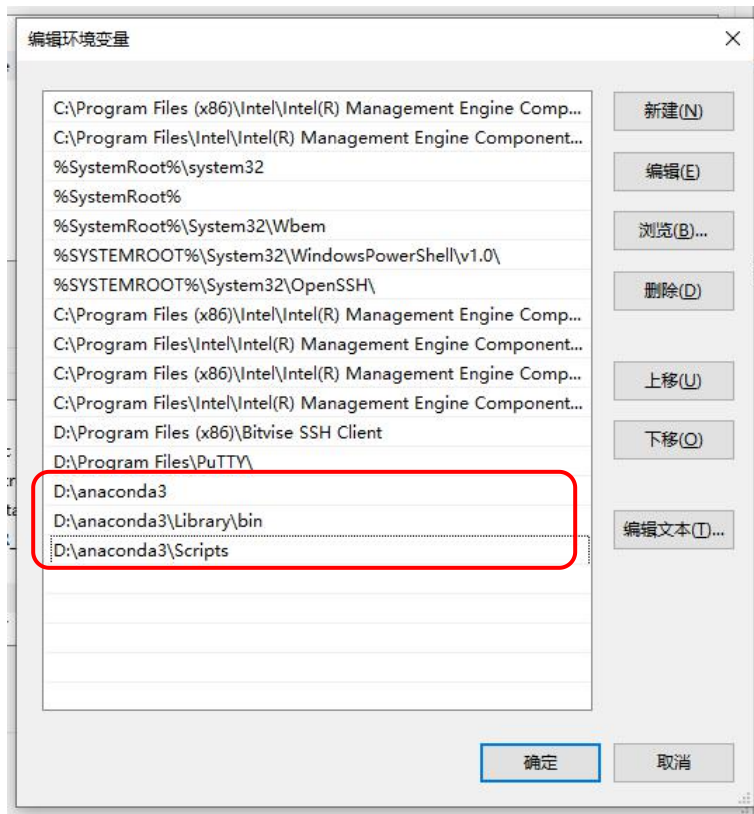 编辑环境变量
C:\Program Files (x86)\Intel\Intel(R) Management Engine Comp...
C:\Program Files\Intel\Intel(R) Management Engine Component...
%SystemRoot%\system32
%SystemRoot%
%SystemRoot%\System32\Wbem
%SYSTEMROOT%\System32\WindowsPowerShell\v1.0\
%SYSTEMROOT%\System32\OpenSSH\
C:\Program Files (x86)\Intel\Intel(R) Management Engine Comp...
C:\Program Files\Intel\Intel(R) Management Engine Component...
C:\Program Files (x86)\Intel\Intel(R) Management Engine Comp...
C:\Program Files\Intel\Intel(R) Management Engine Component...
D:\Program Files (x86)\Bitvise SSH Client
D:\Program Files\PuTTY\
D:\anaconda3
D:\anaconda3\Library\bin
D:\anaconda3\Scripts
新建(N)
编辑(E)
浏览(B)...
删除(D)
上移(U)
下移(O)
编辑文本(T)...
确定
取消